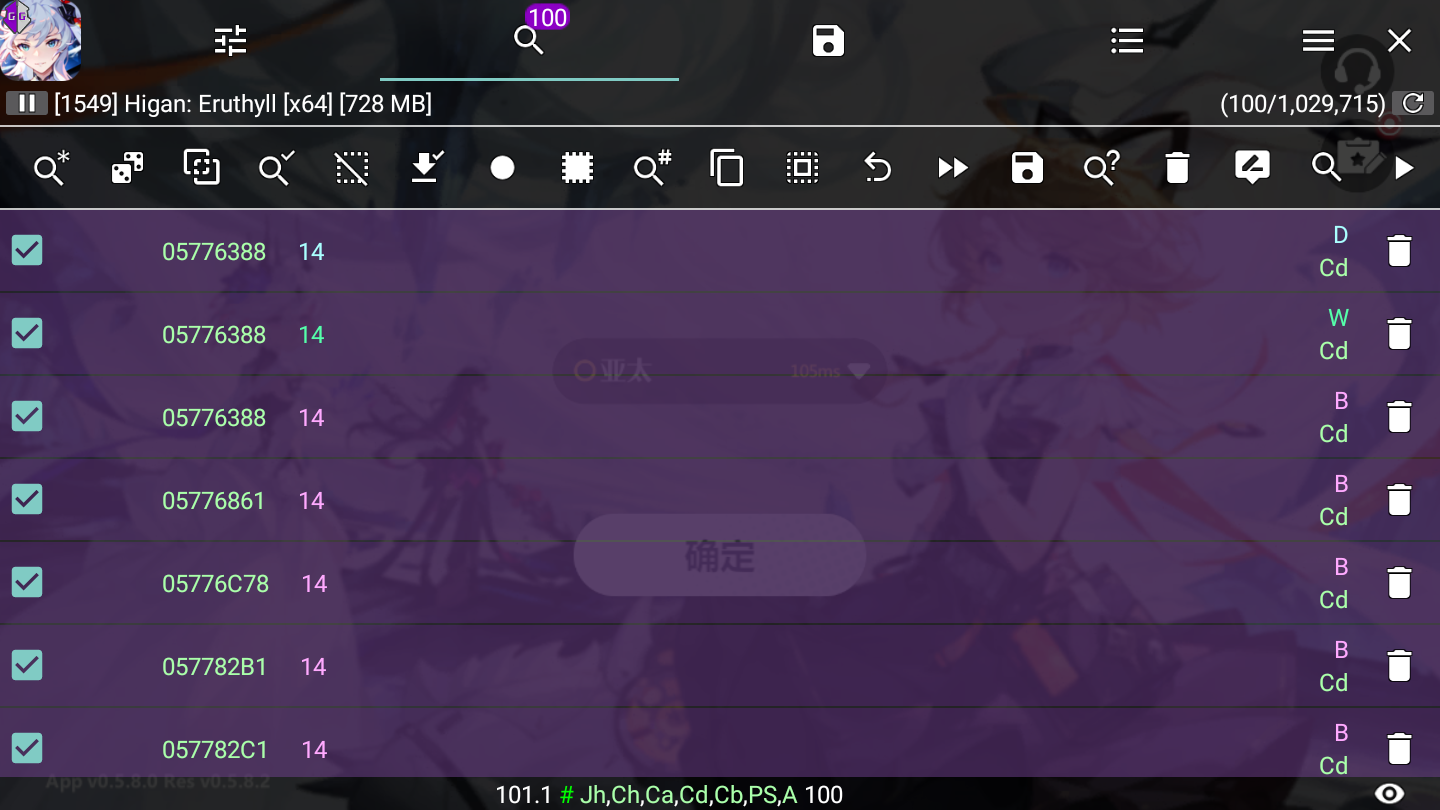 GG
100
[1549] Higan: Eruthyll [x64] [728 MB] (100/1,029,715)
* # ?
05776388 14 D
Cd
05776388 14 W
Cd
亚太 105ms
05776388 14 B
Cd
05776861 14 B
Cd
确定
05776C78 14 B
Cd
057782B1 14 B
Cd
057782C1 14 B
Cd
App v0.5.8.0 Res v0.5.8.2
101.1 # Jh,Ch,Ca,Cd,Cb,PS,A 100